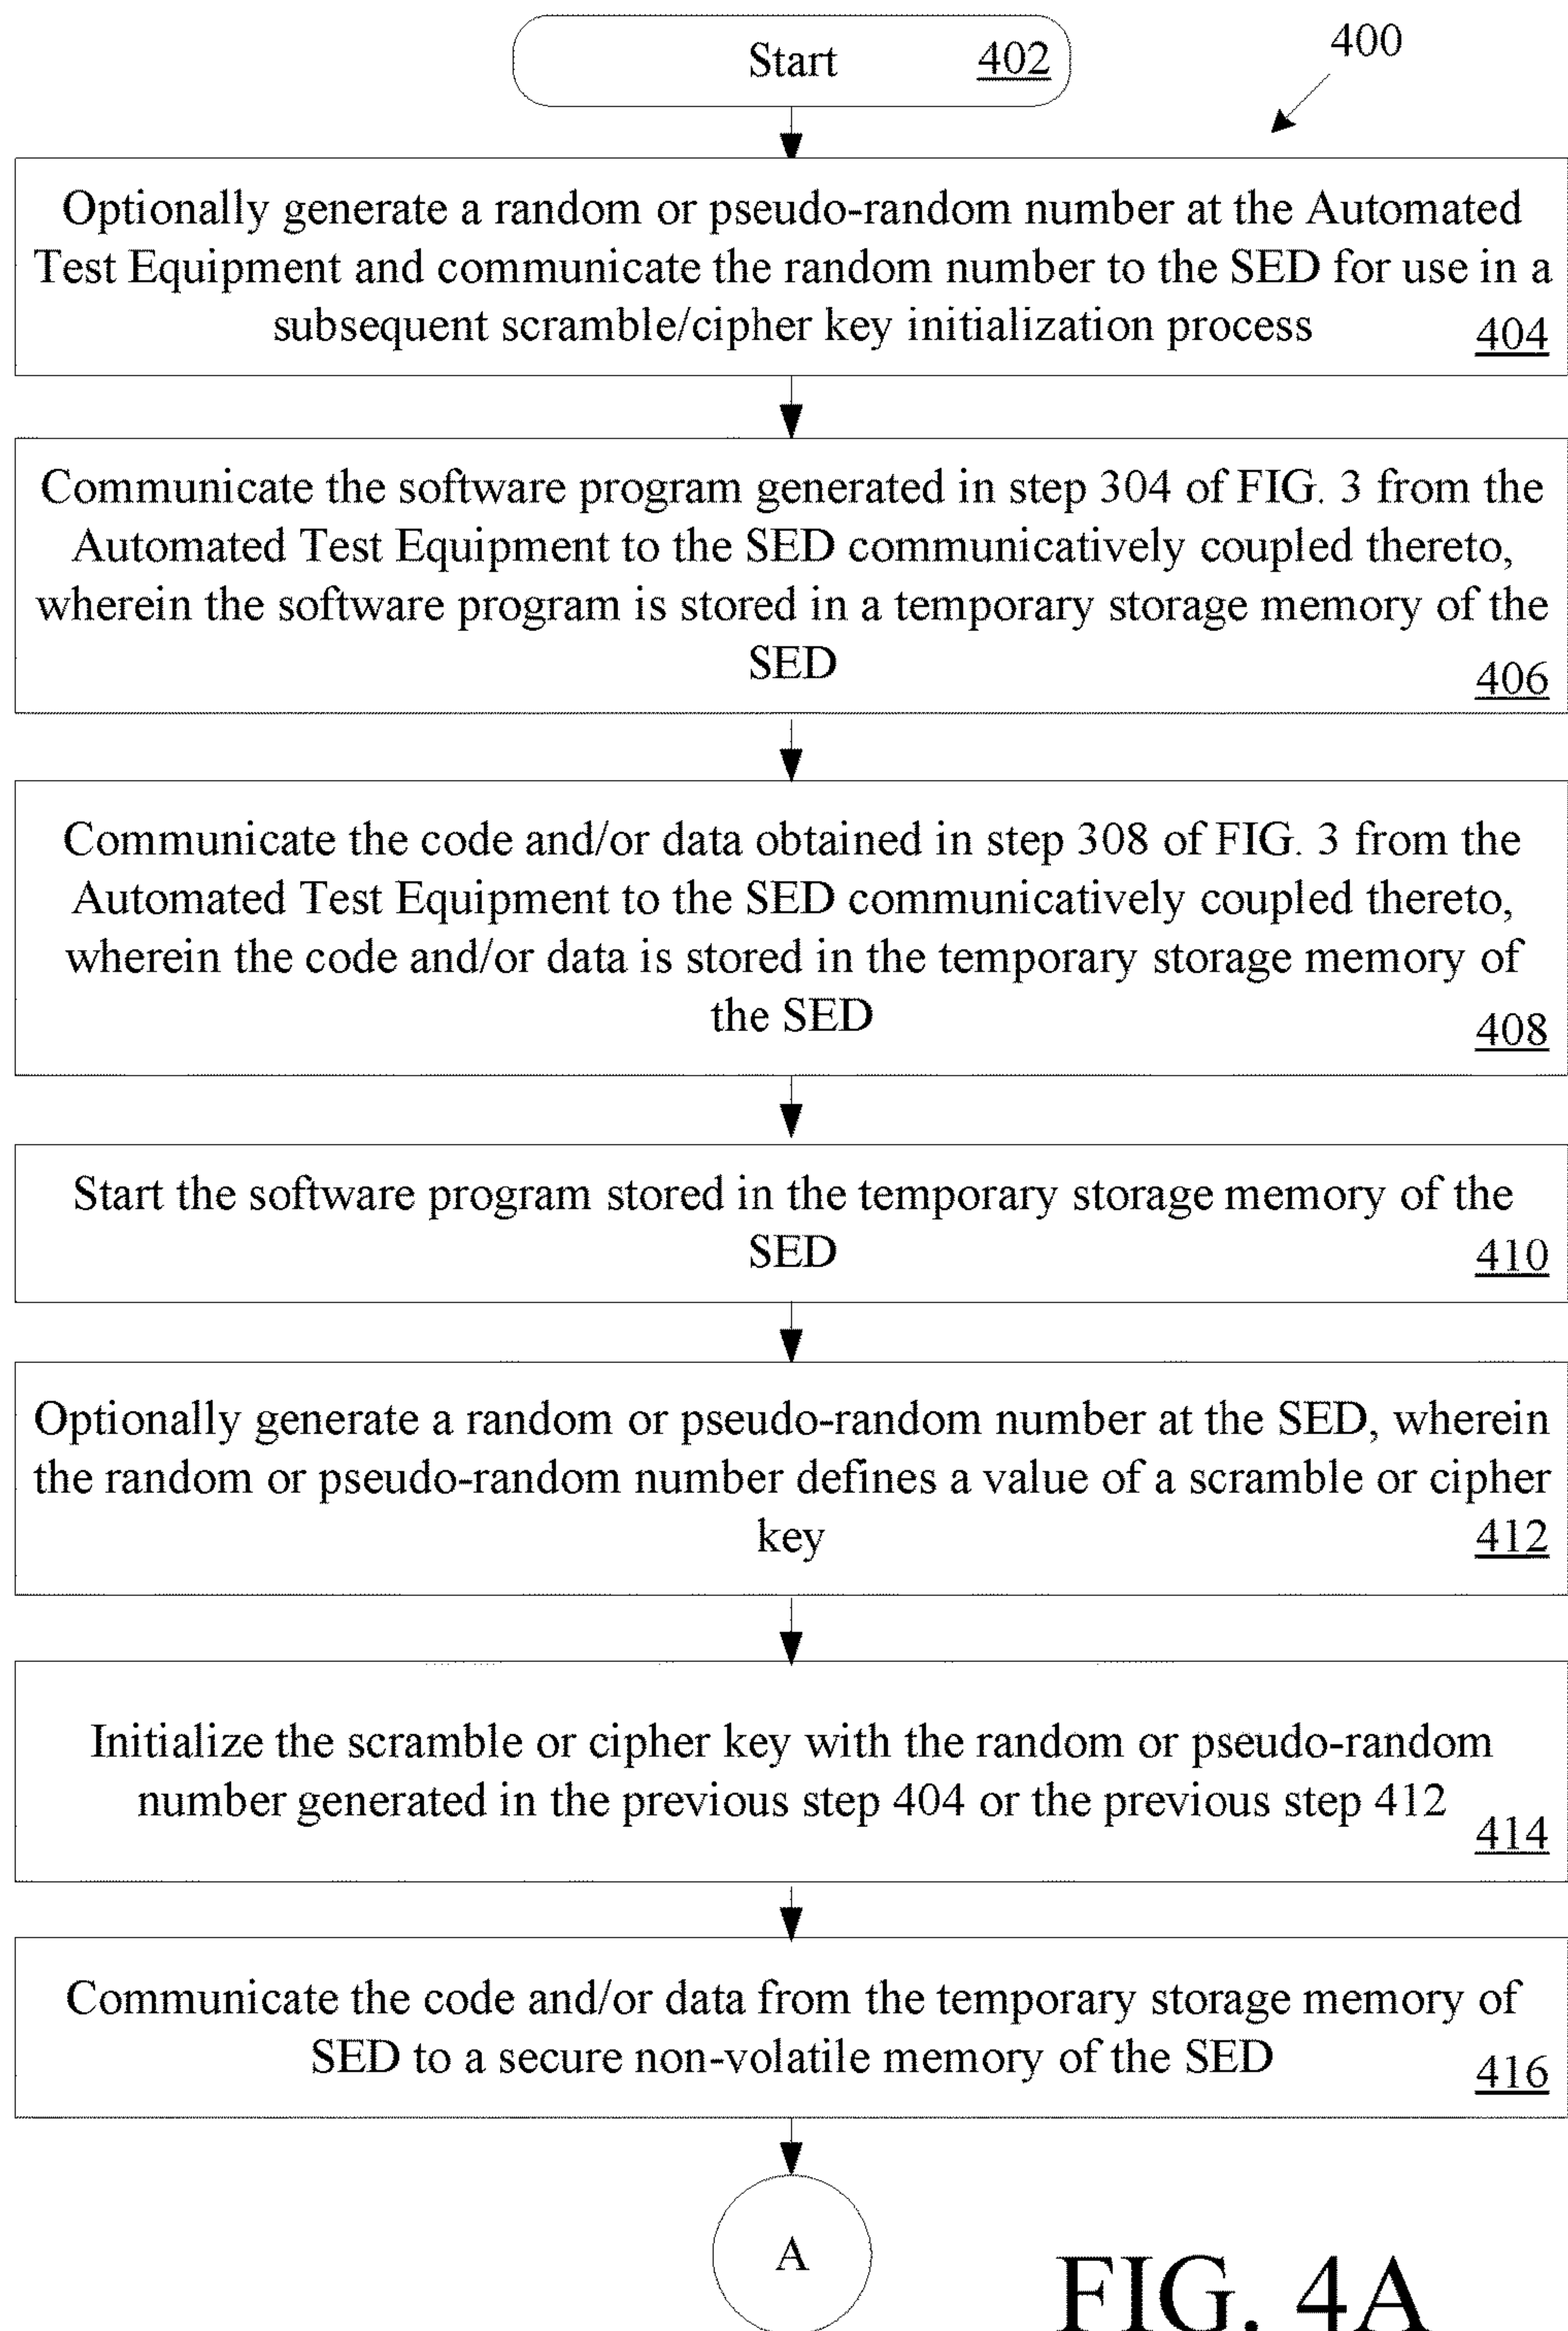 Start 402
400
Optionally generate a random or pseudo-random number at the Automated
Test Equipment and communicate the random number to the SED for use in a
subsequent scramble/cipher key initialization process 404
Communicate the software program generated in step 304 of FIG. 3 from the
Automated Test Equipment to the SED communicatively coupled thereto,
wherein the software program is stored in a temporary storage memory of the
SED 406
Communicate the code and/or data obtained in step 308 of FIG. 3 from the
Automated Test Equipment to the SED communicatively coupled thereto,
wherein the code and/or data is stored in the temporary storage memory of
the SED 408
Start the software program stored in the temporary storage memory of the
SED 410
Optionally generate a random or pseudo-random number at the SED, wherein
the random or pseudo-random number defines a value of a scramble or cipher
key 412
Initialize the scramble or cipher key with the random or pseudo-random
number generated in the previous step 404 or the previous step 412 414
Communicate the code and/or data from the temporary storage memory of
SED to a secure non-volatile memory of the SED 416
A
FIG. 4A